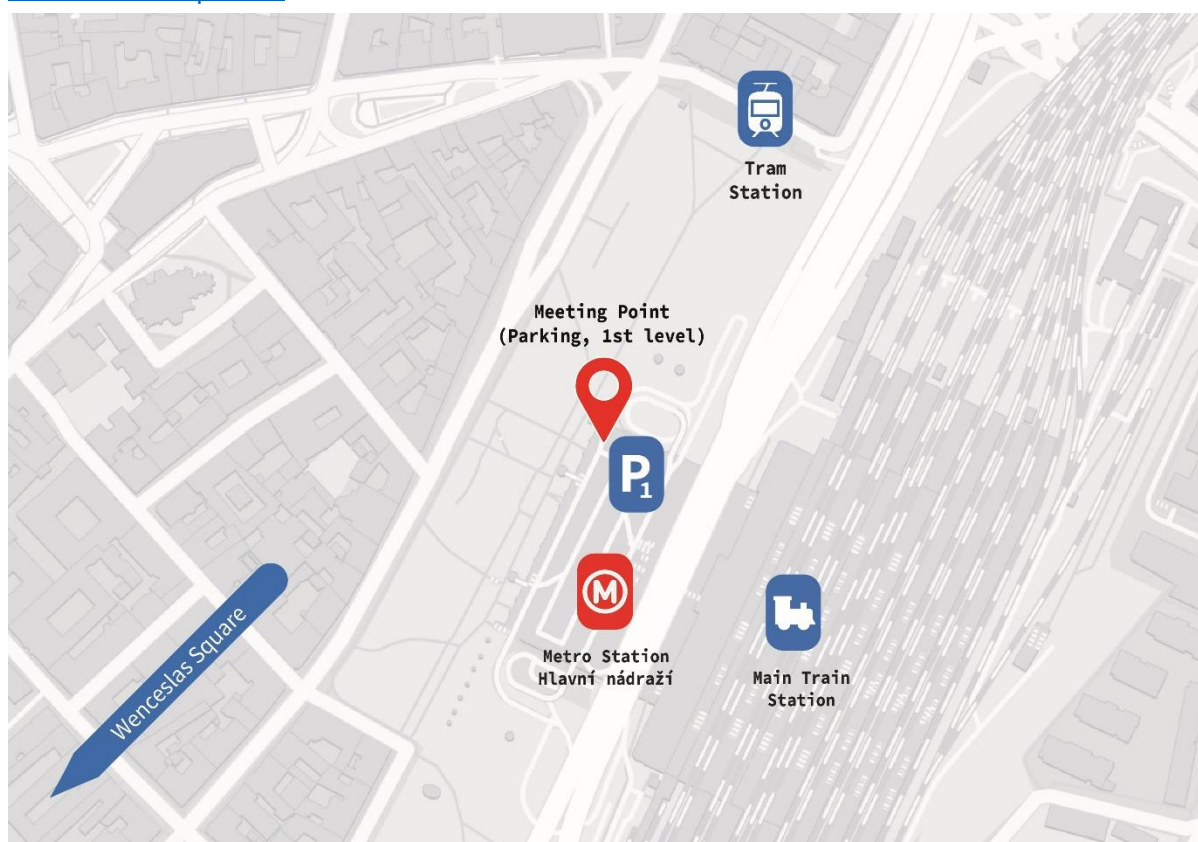 Tram
Station
Meeting Point
(Parking, 1st level)
P1
M
Metro Station
Hlavní nádraží
Main Train
Station
Wenceslas Square